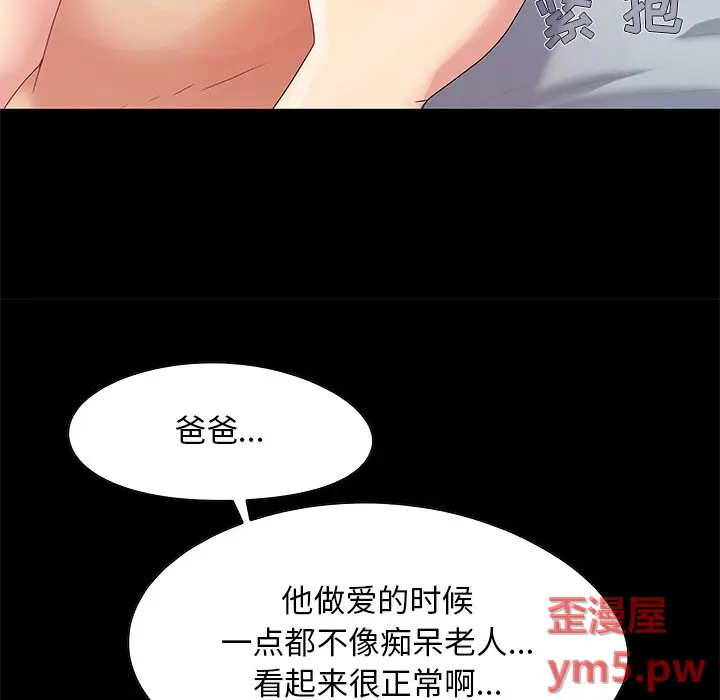 紧抱
爸爸…
他做爱的时候
一点都不像痴呆老人…
看起来很正常啊…
歪漫屋
ym5.pw